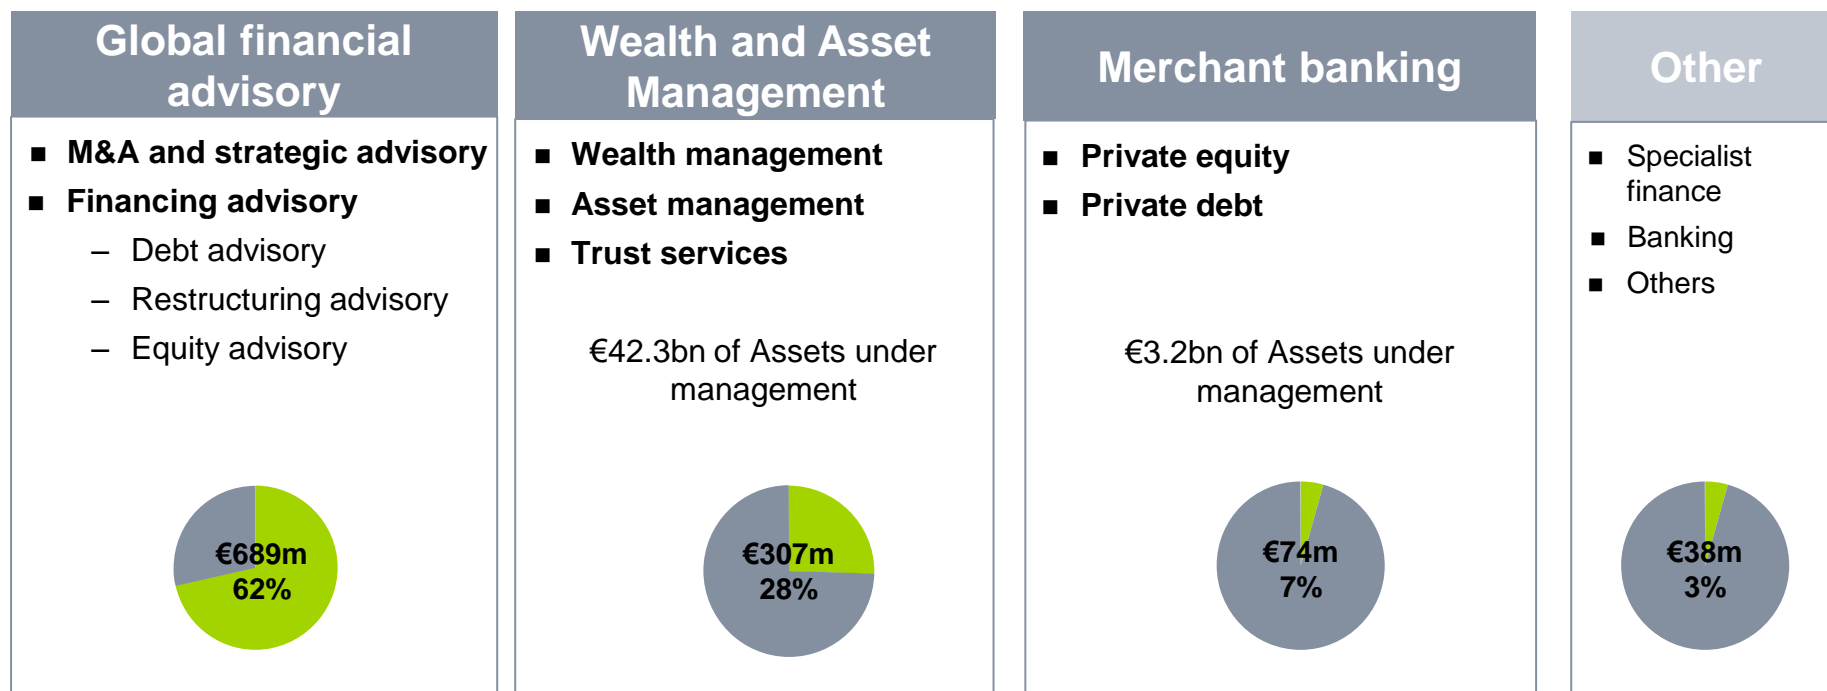 Global financial
advisory
■ M&A and strategic advisory
■ Financing advisory
– Debt advisory
– Restructuring advisory
– Equity advisory
€689m
62%
Wealth and Asset
Management
■ Wealth management
■ Asset management
■ Trust services
€42.3bn of Assets under
management
€307m
28%
Merchant banking
■ Private equity
■ Private debt
€3.2bn of Assets under
management
€74m
7%
Other
■ Specialist
finance
■ Banking
■ Others
€38m
3%